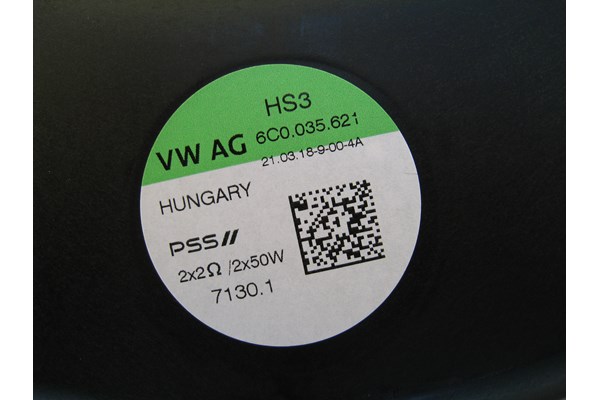 HS3
6C0.035.621
VW AG
21.03.18-9-00-4A
HUNGARY
PSS//
2x2Ω /2x50W
7130.1